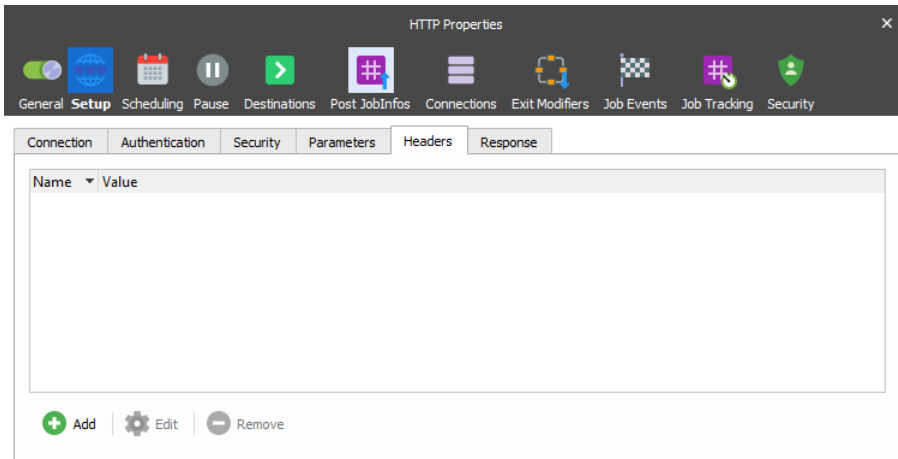 HTTP Properties
General Setup Scheduling Pause Destinations Post JobInfos Connections Exit Modifiers Job Events Job Tracking Security
Connection Authentication Security Parameters Headers Response
Name Value
Add Edit Remove